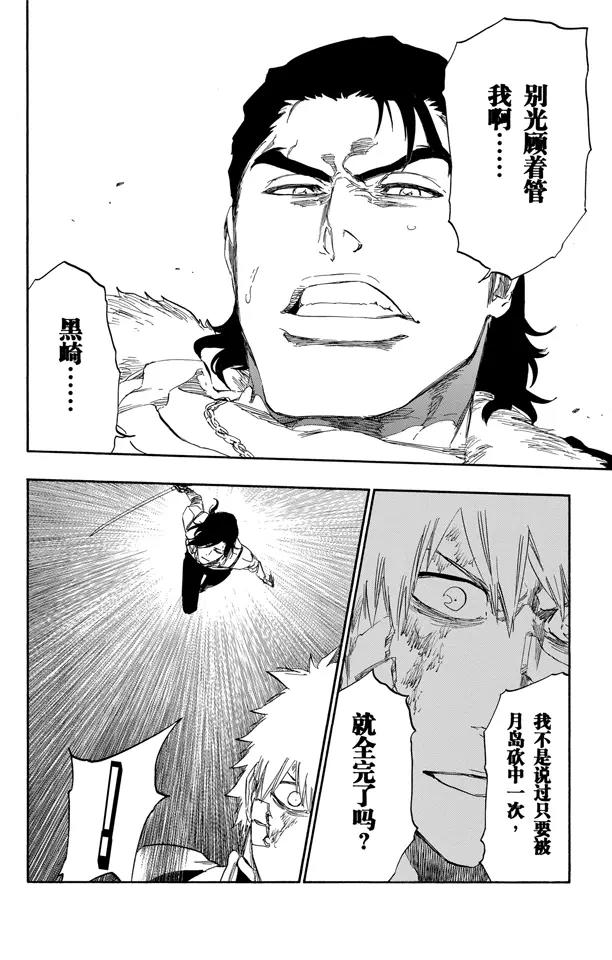 别光顾着管
我啊……
黑崎……
我不是说过只要被
月岛砍中一次，
就全完了吗？
！